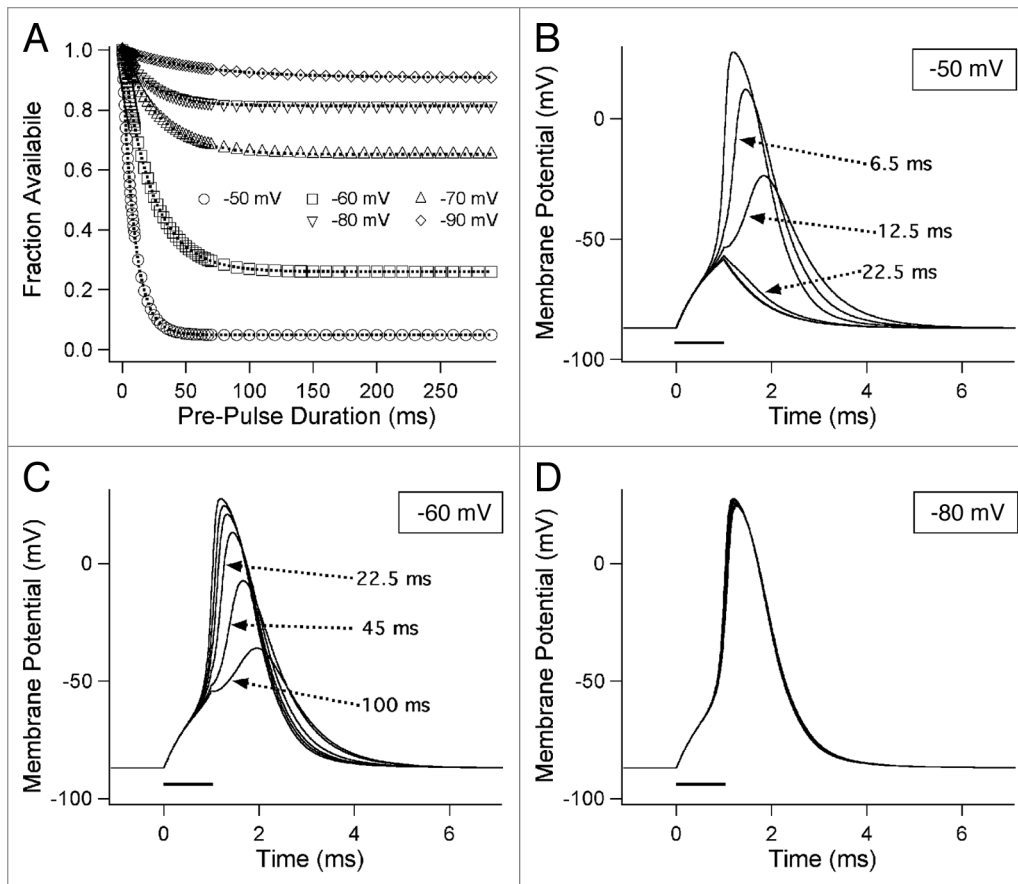 A
1.0
0.8
0.6
0.4
0.2
0.0
Fraction Availabile
-50 mV
-60 mV
-70 mV
-80 mV
-90 mV
0
50
100
150
200
250
Pre-Pulse Duration (ms)
B
-50 mV
0
-50
-100
Membrane Potential (mV)
6.5 ms
12.5 ms
22.5 ms
0
2
4
6
Time (ms)
C
-60 mV
0
-50
-100
Membrane Potential (mV)
22.5 ms
45 ms
100 ms
0
2
4
6
Time (ms)
D
-80 mV
0
-50
-100
Membrane Potential (mV)
0
2
4
6
Time (ms)